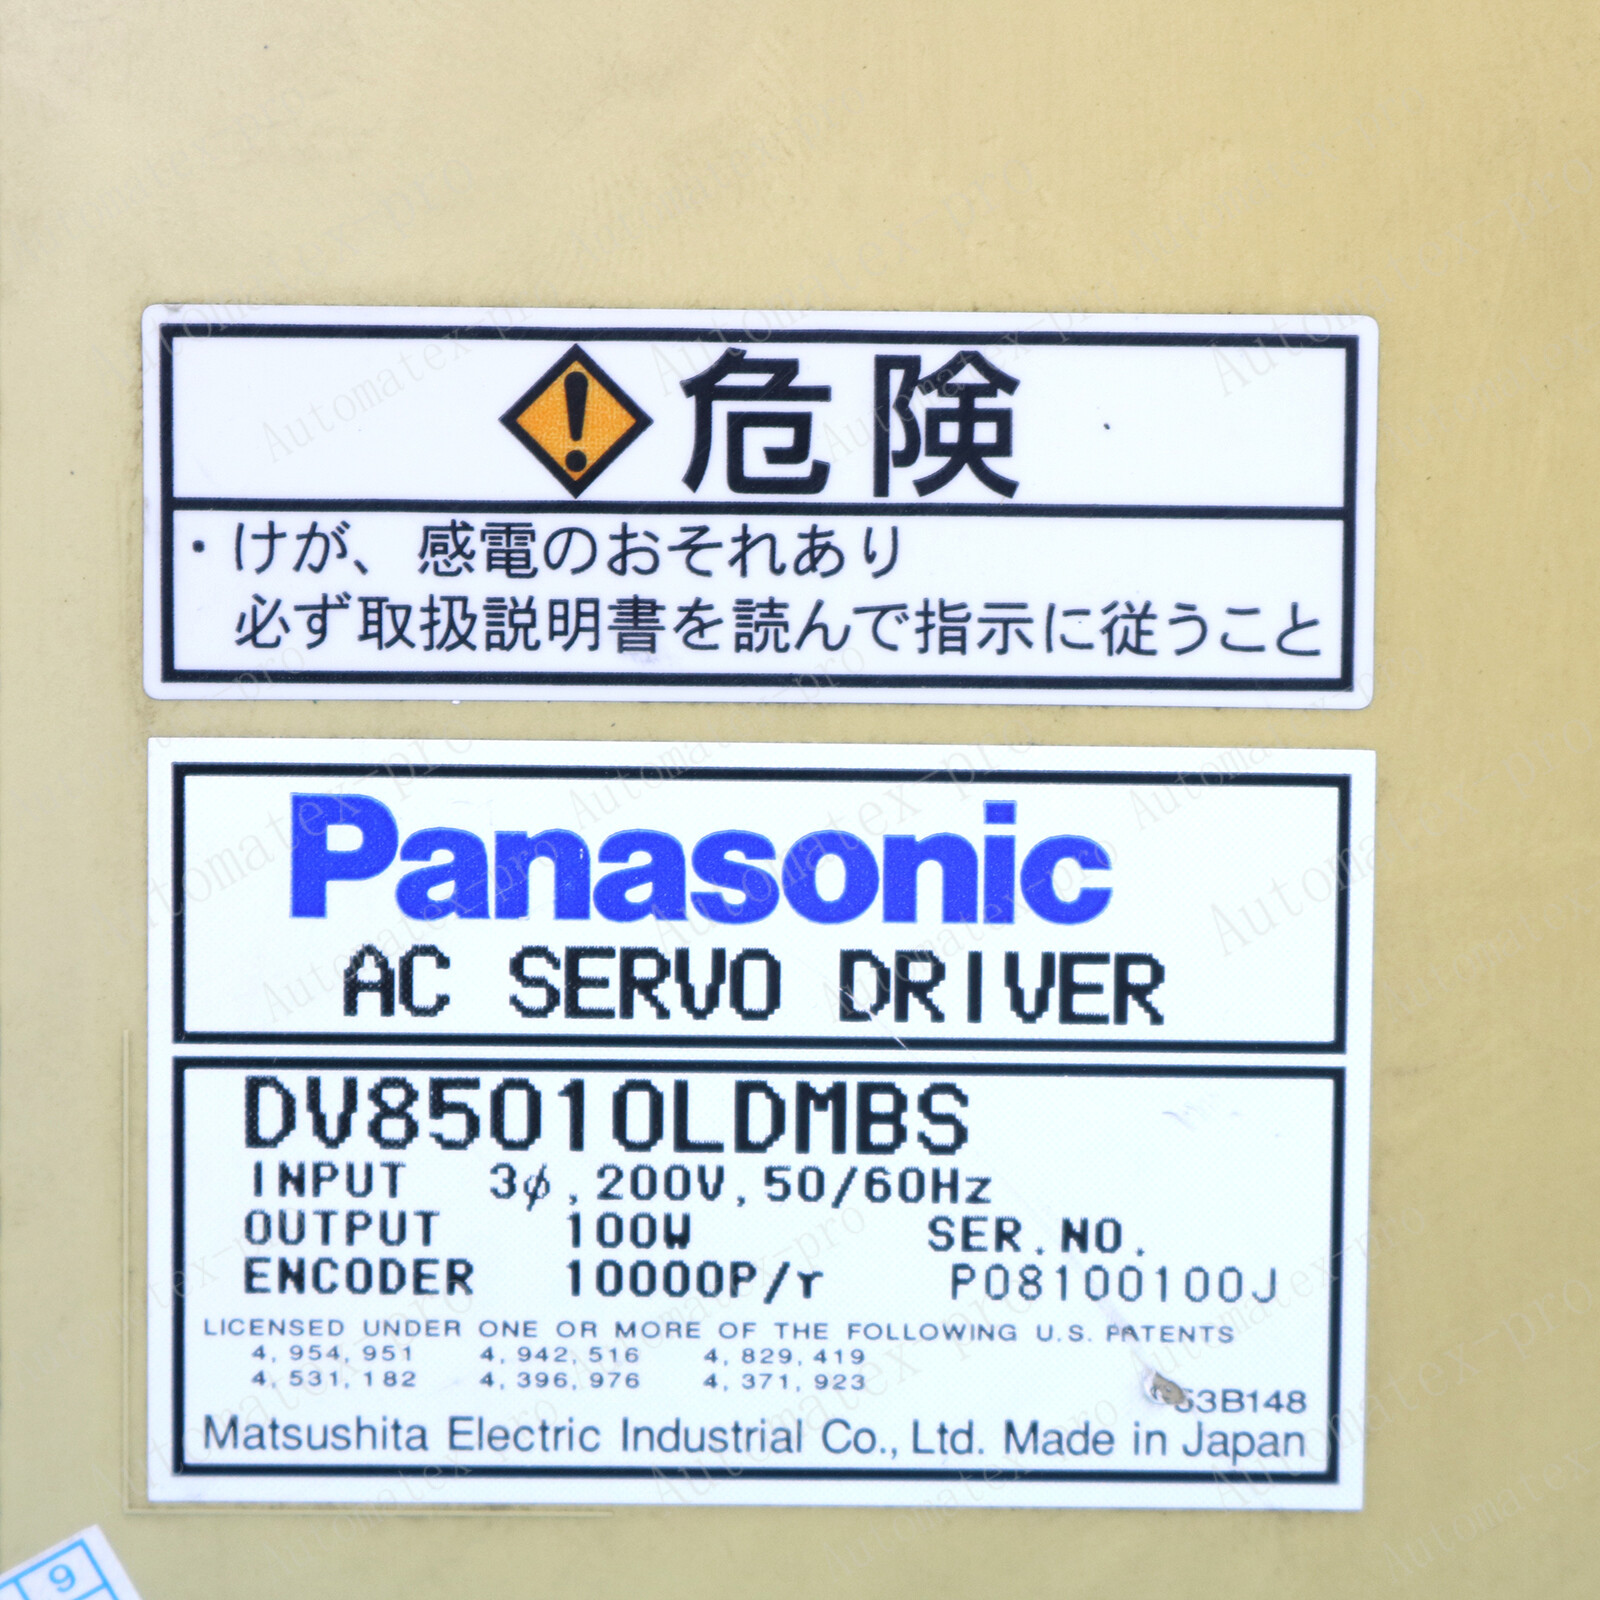 危険
・けが、感電のおそれあり
必ず取扱説明書を読んで指示に従うこと
Panasonic
AC SERVO DRIVER
DV85010LDMBS
INPUT 3φ,200V,50/60Hz
OUTPUT 100W SER.NO.
ENCODER 10000P/r P08100100J
LICENSED UNDER ONE OR MORE OF THE FOLLOWING U.S. PATENTS
4,954,951 4,942,516 4,829,419
4,531,182 4,396,976 4,371,923
53B148
Matsushita Electric Industrial Co., Ltd. Made in Japan
9
Automatex-pro